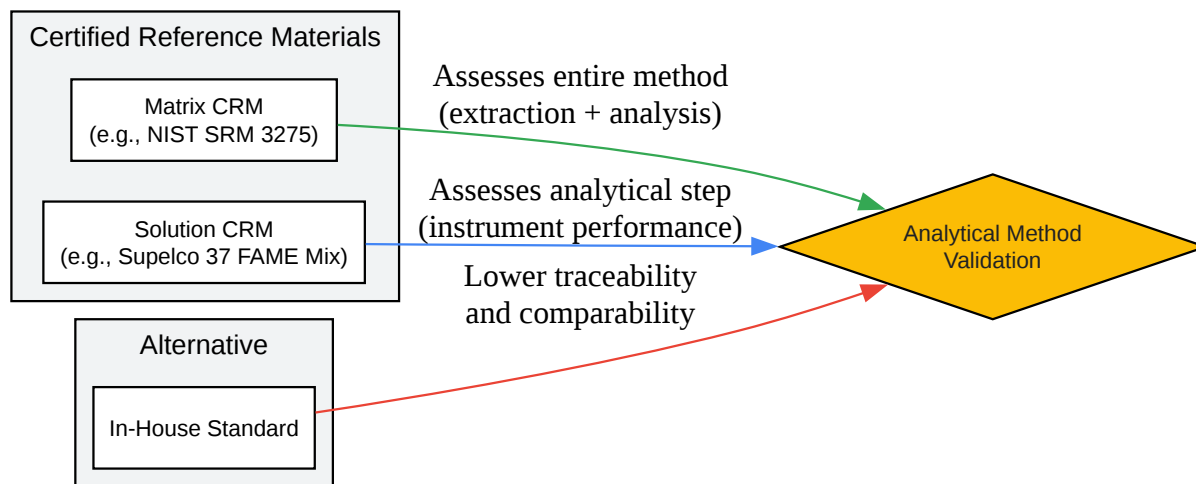 Certified Reference Materials
Matrix CRM
(e.g., NIST SRM 3275)
Assesses entire method
(extraction + analysis)
Solution CRM
(e.g., Supelco 37 FAME Mix)
Assesses analytical step
(instrument performance)
Analytical Method
Validation
Lower traceability
and comparability
Alternative
In-House Standard